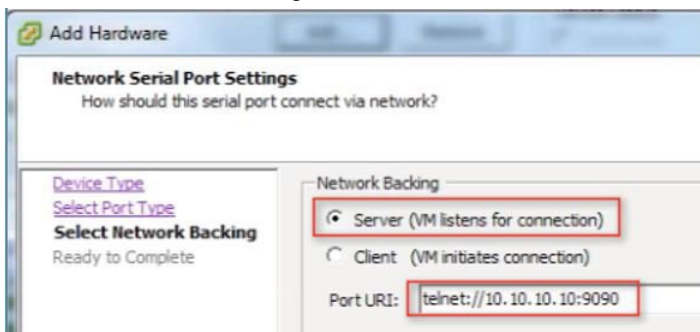 Add Hardware
Network Serial Port Settings
How should this serial port connect via network?
Device Type
Select Port Type
Select Network Backing
Ready to Complete
Network Backing
Server (VM listens for connection)
Client (VM initiates connection)
Port URI: telnet://10.10.10.10:9090